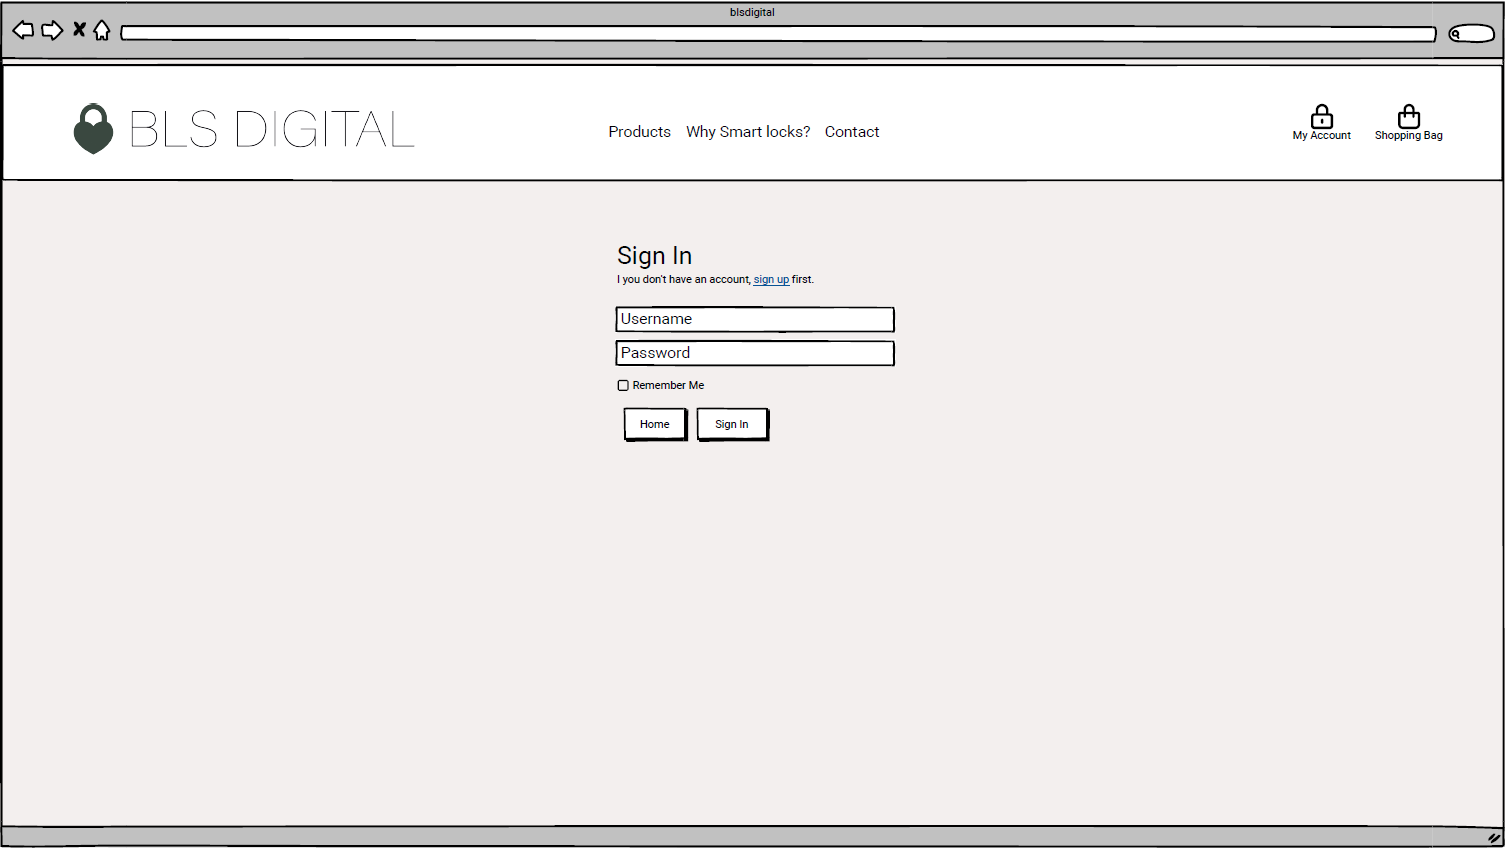 blsdigital
BLS DIGITAL
Products Why Smart locks? Contact
My Account
Shopping Bag
Sign In
I you don't have an account, sign up first.
Username
Password
Remember Me
Home Sign In